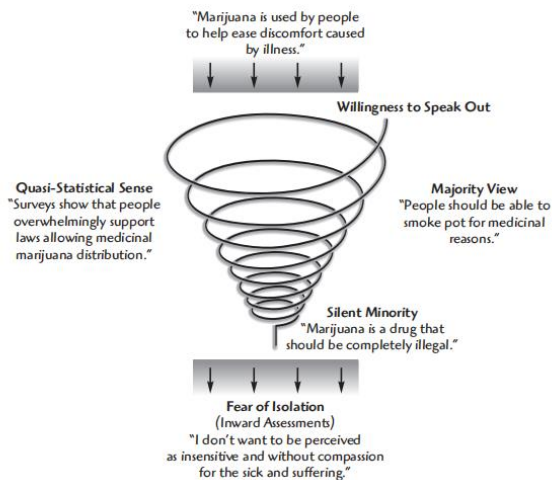 "Marijuana is used by people
to help ease discomfort caused
by illness."
Willingness to Speak Out
Quasi-Statistical Sense
"Surveys show that people
overwhelmingly support
laws allowing medicinal
marijuana distribution."
Majority View
"People should be able to
smoke pot for medicinal
reasons."
Silent Minority
"Marijuana is a drug that
should be completely illegal."
Fear of Isolation
(Inward Assessments)
"I don't want to be perceived
as insensitive and without compassion
for the sick and suffering."